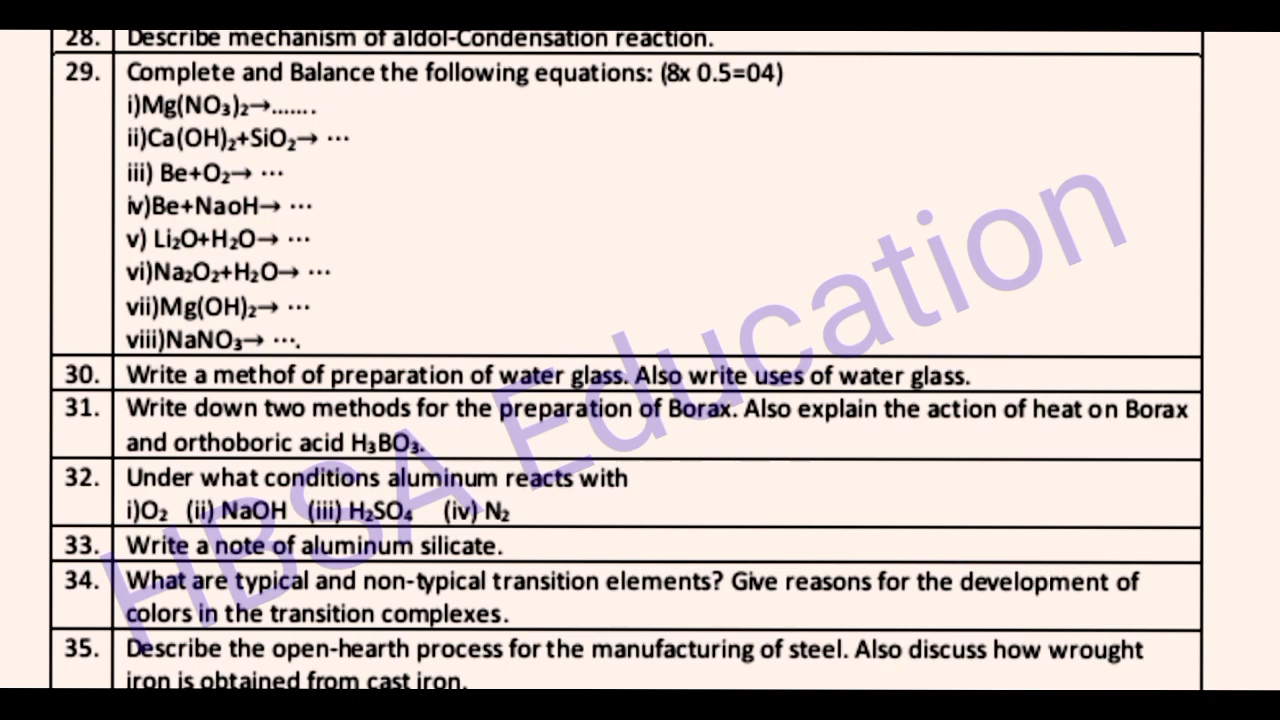 28. Describe mechanism of aldol-Condensation reaction.
29. Complete and Balance the following equations: (8x 0.5=04)
i)Mg(NO₃)₂→.......
ii)Ca(OH)₂+SiO₂→ ...
iii) Be+O₂→ ...
iv)Be+NaoH→ ...
v) Li₂O+H₂O→ ...
vi)Na₂O₂+H₂O→ ...
vii)Mg(OH)₂→ ...
viii)NaNO₃→ ....
30. Write a methof of preparation of water glass. Also write uses of water glass.
31. Write down two methods for the preparation of Borax. Also explain the action of heat on Borax
and orthoboric acid H₃BO₃.
32. Under what conditions aluminum reacts with
i)O₂ (ii) NaOH (iii) H₂SO₄ (iv) N₂
33. Write a note of aluminum silicate.
34. What are typical and non-typical transition elements? Give reasons for the development of
colors in the transition complexes.
35. Describe the open-hearth process for the manufacturing of steel. Also discuss how wrought
iron is obtained from cast iron.
HBSA Education